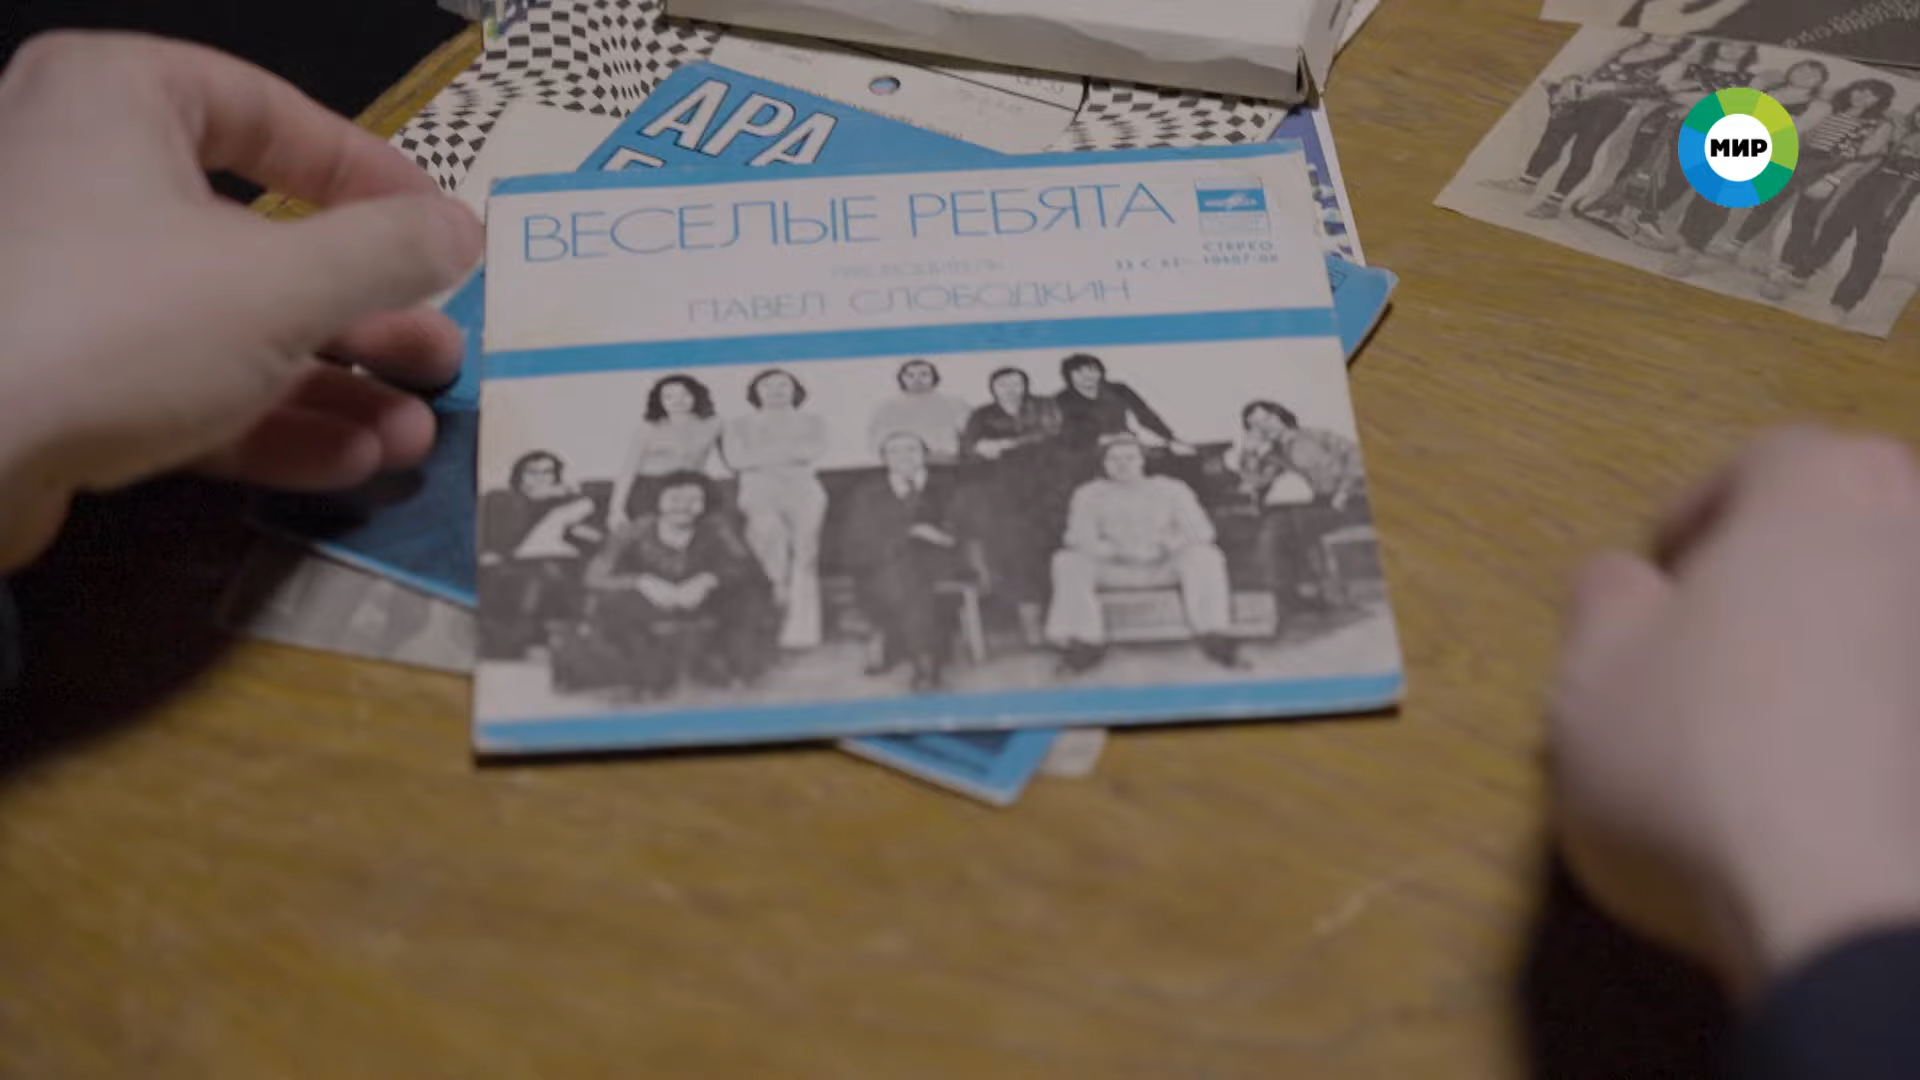 АРА
МИР
ВЕСЕЛЫЕ РЕБЯТА
СТЕРЕО
ПАВЕЛ СЛОБОДКИН